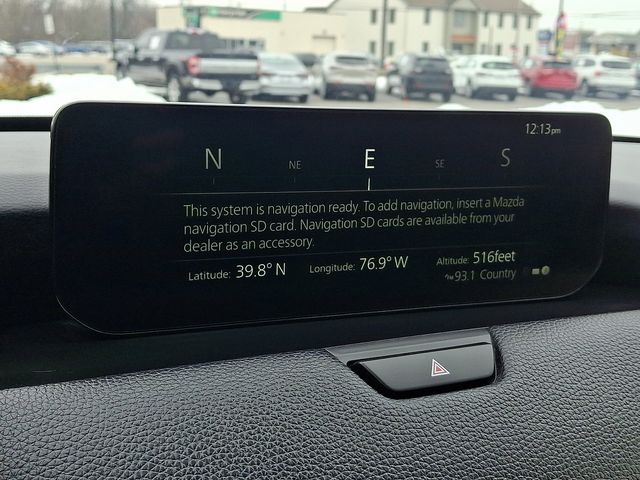 12:13pm
N NE E SE S
This system is navigation ready. To add navigation, insert a Mazda
navigation SD card. Navigation SD cards are available from your
dealer as an accessory.
Latitude: 39.8° N Longitude: 76.9° W Altitude: 516feet
FM 93.1 Country